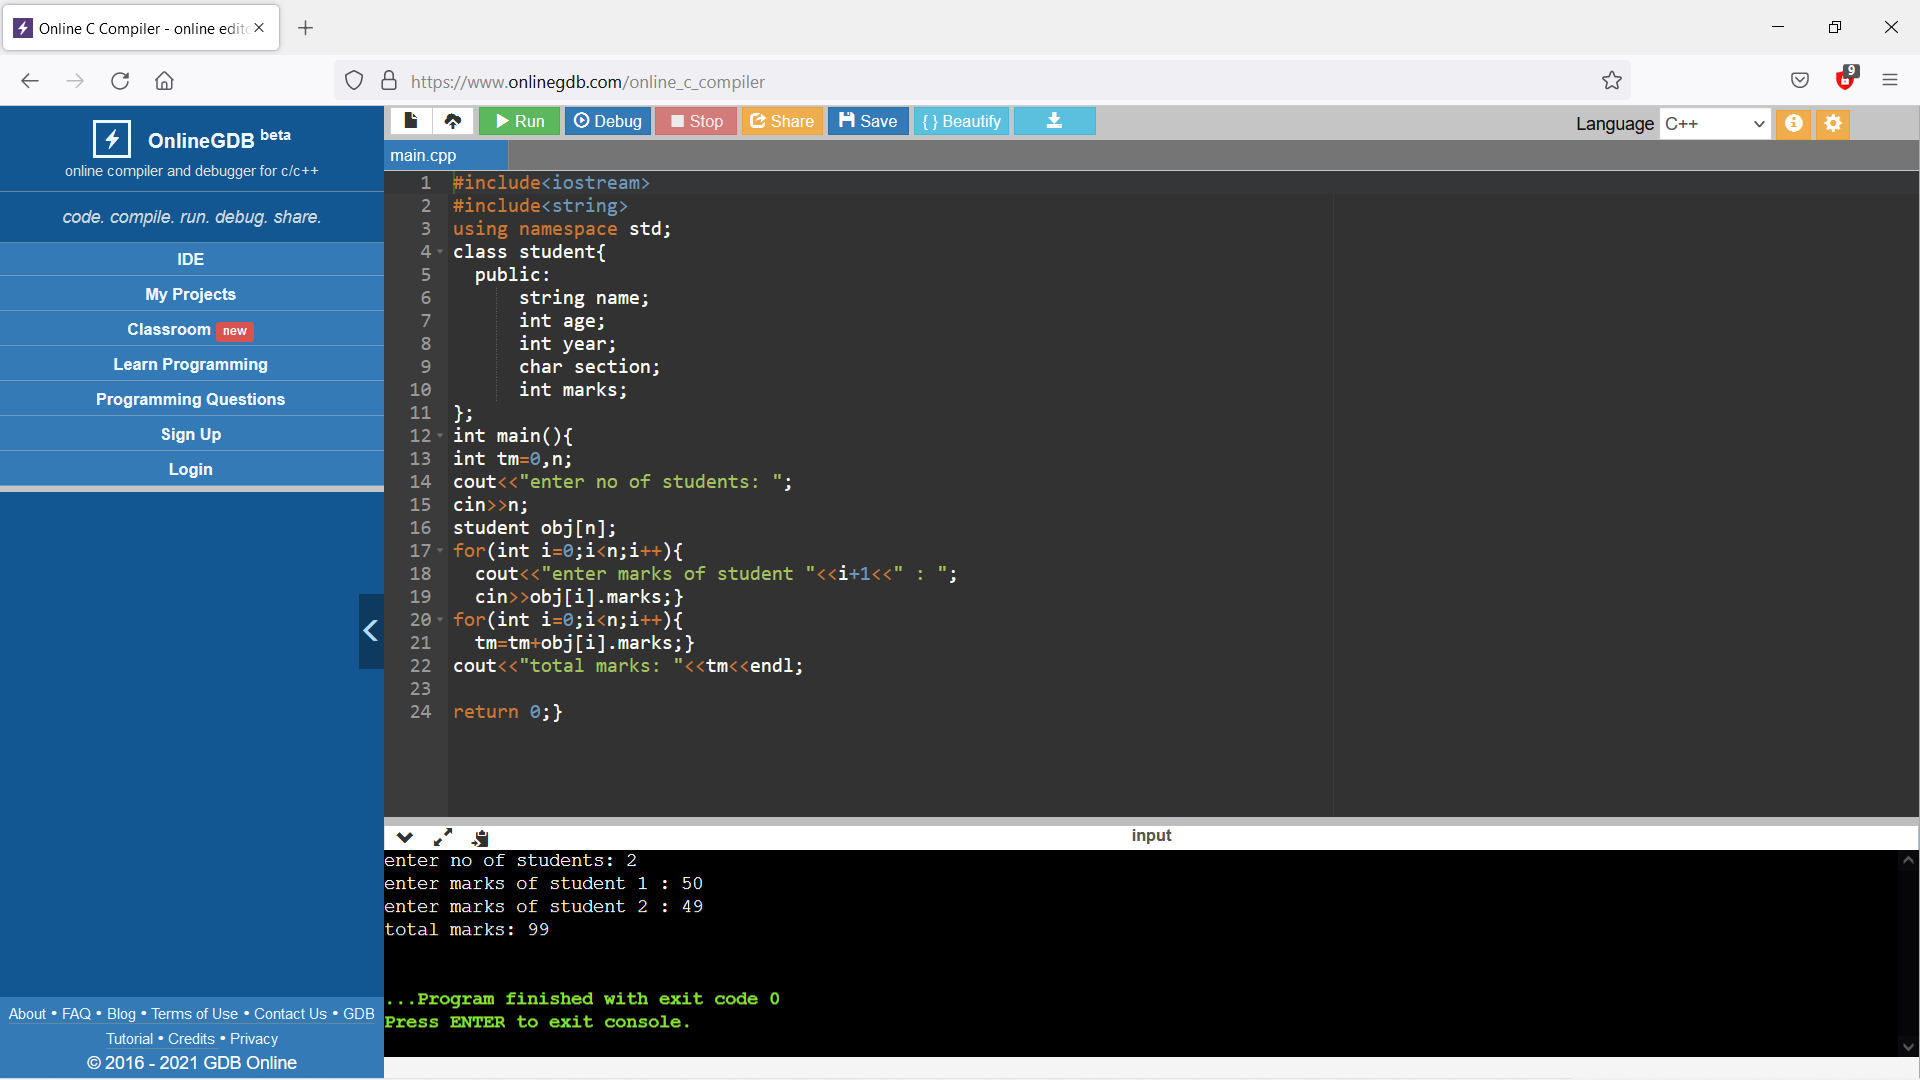 Online C Compiler - online edito
https://www.onlinegdb.com/online_c_compiler
9
OnlineGDB beta
online compiler and debugger for c/c++
code. compile. run. debug. share.
IDE
My Projects
Classroom new
Learn Programming
Programming Questions
Sign Up
Login
About • FAQ • Blog • Terms of Use • Contact Us • GDB
Tutorial • Credits • Privacy
© 2016 - 2021 GDB Online
Run Debug Stop Share Save { } Beautify
Language C++
main.cpp
1 #include<iostream>
2 #include<string>
3 using namespace std;
4 class student{
5 public:
6 string name;
7 int age;
8 int year;
9 char section;
10 int marks;
11 };
12 int main(){
13 int tm=0,n;
14 cout<<"enter no of students: ";
15 cin>>n;
16 student obj[n];
17 for(int i=0;i<n;i++){
18 cout<<"enter marks of student "<<i+1<<" : ";
19 cin>>obj[i].marks;}
20 for(int i=0;i<n;i++){
21 tm=tm+obj[i].marks;}
22 cout<<"total marks: "<<tm<<endl;
23
24 return 0;}
input
enter no of students: 2
enter marks of student 1 : 50
enter marks of student 2 : 49
total marks: 99
...Program finished with exit code 0
Press ENTER to exit console.